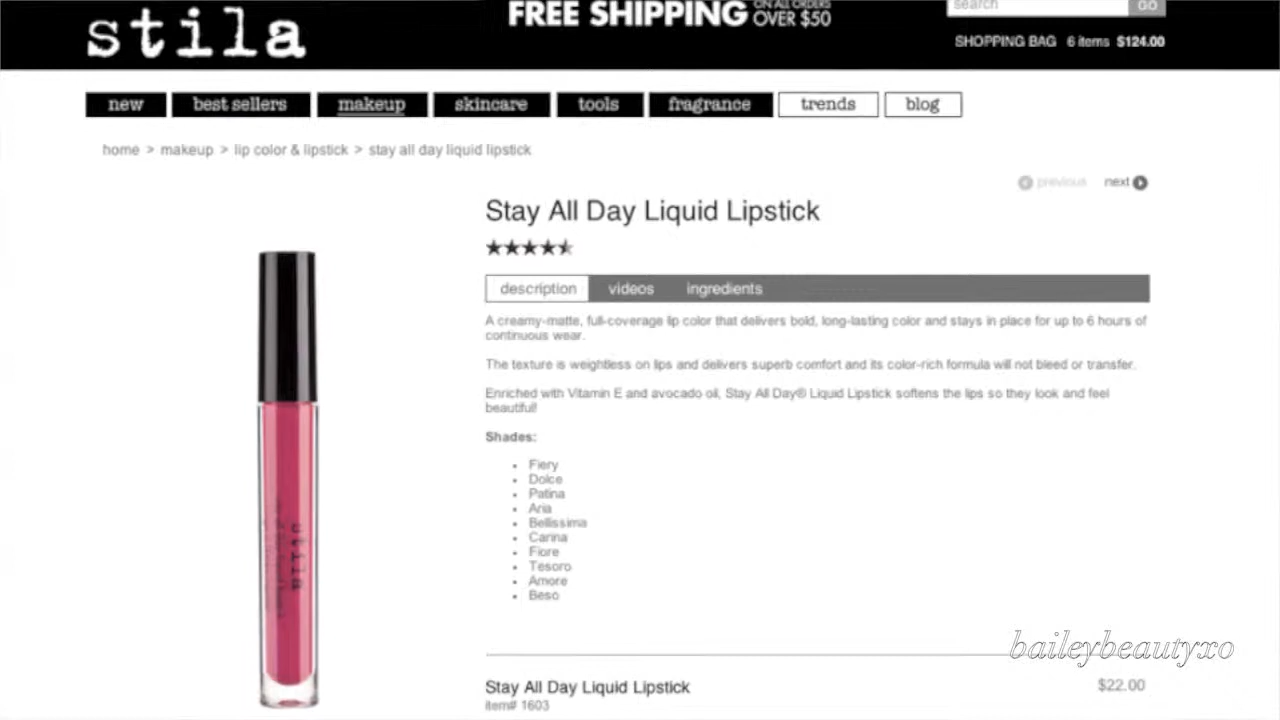 stila
FREE SHIPPING ON ALL ORDERS OVER $50
search GO
SHOPPING BAG 6 items $124.00
new best sellers makeup skincare tools fragrance trends blog
home > makeup > lip color & lipstick > stay all day liquid lipstick
previous next
Stay All Day Liquid Lipstick
description videos ingredients
A creamy-matte, full-coverage lip color that delivers bold, long-lasting color and stays in place for up to 6 hours of
continuous wear.
The texture is weightless on lips and delivers superb comfort and its color-rich formula will not bleed or transfer.
Enriched with Vitamin E and avocado oil, Stay All Day® Liquid Lipstick softens the lips so they look and feel
beautiful!
Shades:
Fiery
Dolce
Patina
Aria
Bellissima
Carina
Fiore
Tesoro
Amore
Beso
stila
baileybeautyxo
Stay All Day Liquid Lipstick $22.00
item# 1603